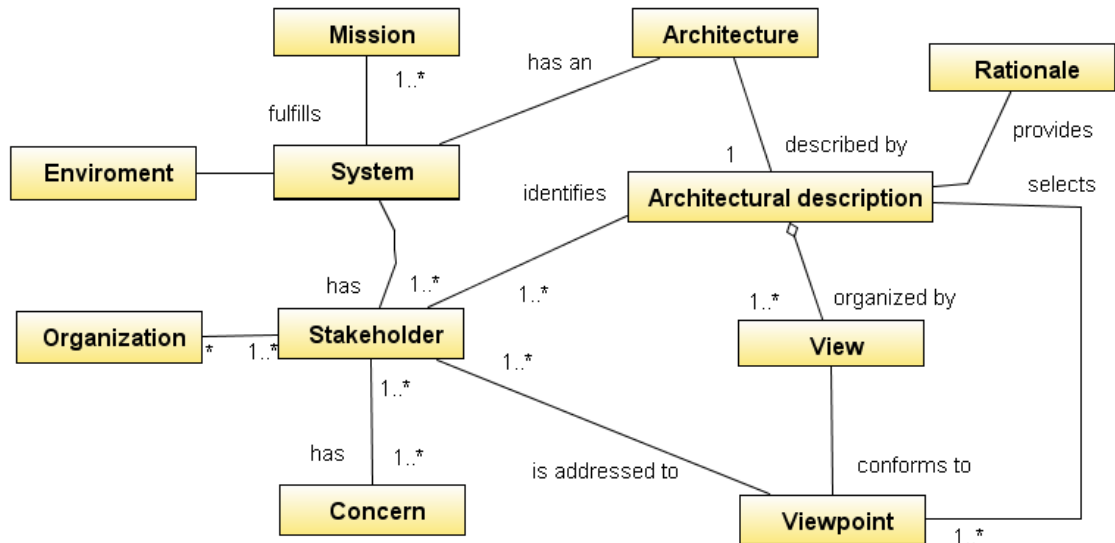 Mission
Architecture
has an
Rationale
1..*
fulfills
provides
Enviroment
System
1
described by
identifies
Architectural description
selects
has
1..*
1..*
1..*
organized by
Organization
*
1..*
Stakeholder
View
1..*
1..*
has
1..*
is addressed to
conforms to
Concern
Viewpoint
1..*